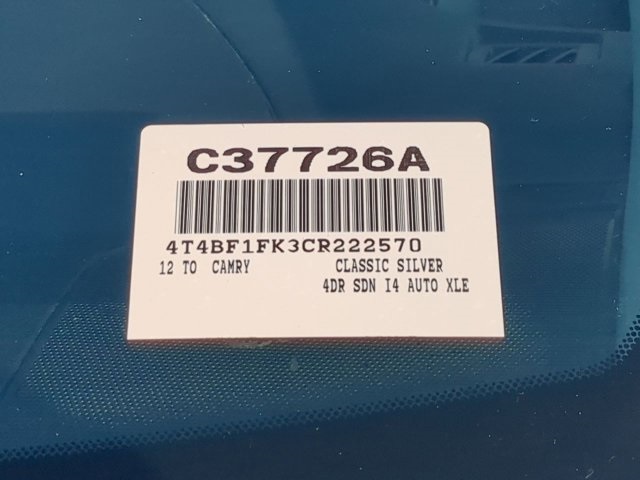 C37726A
4T4BF1FK3CR222570
12 TO CAMRY CLASSIC SILVER
4DR SDN I4 AUTO XLE